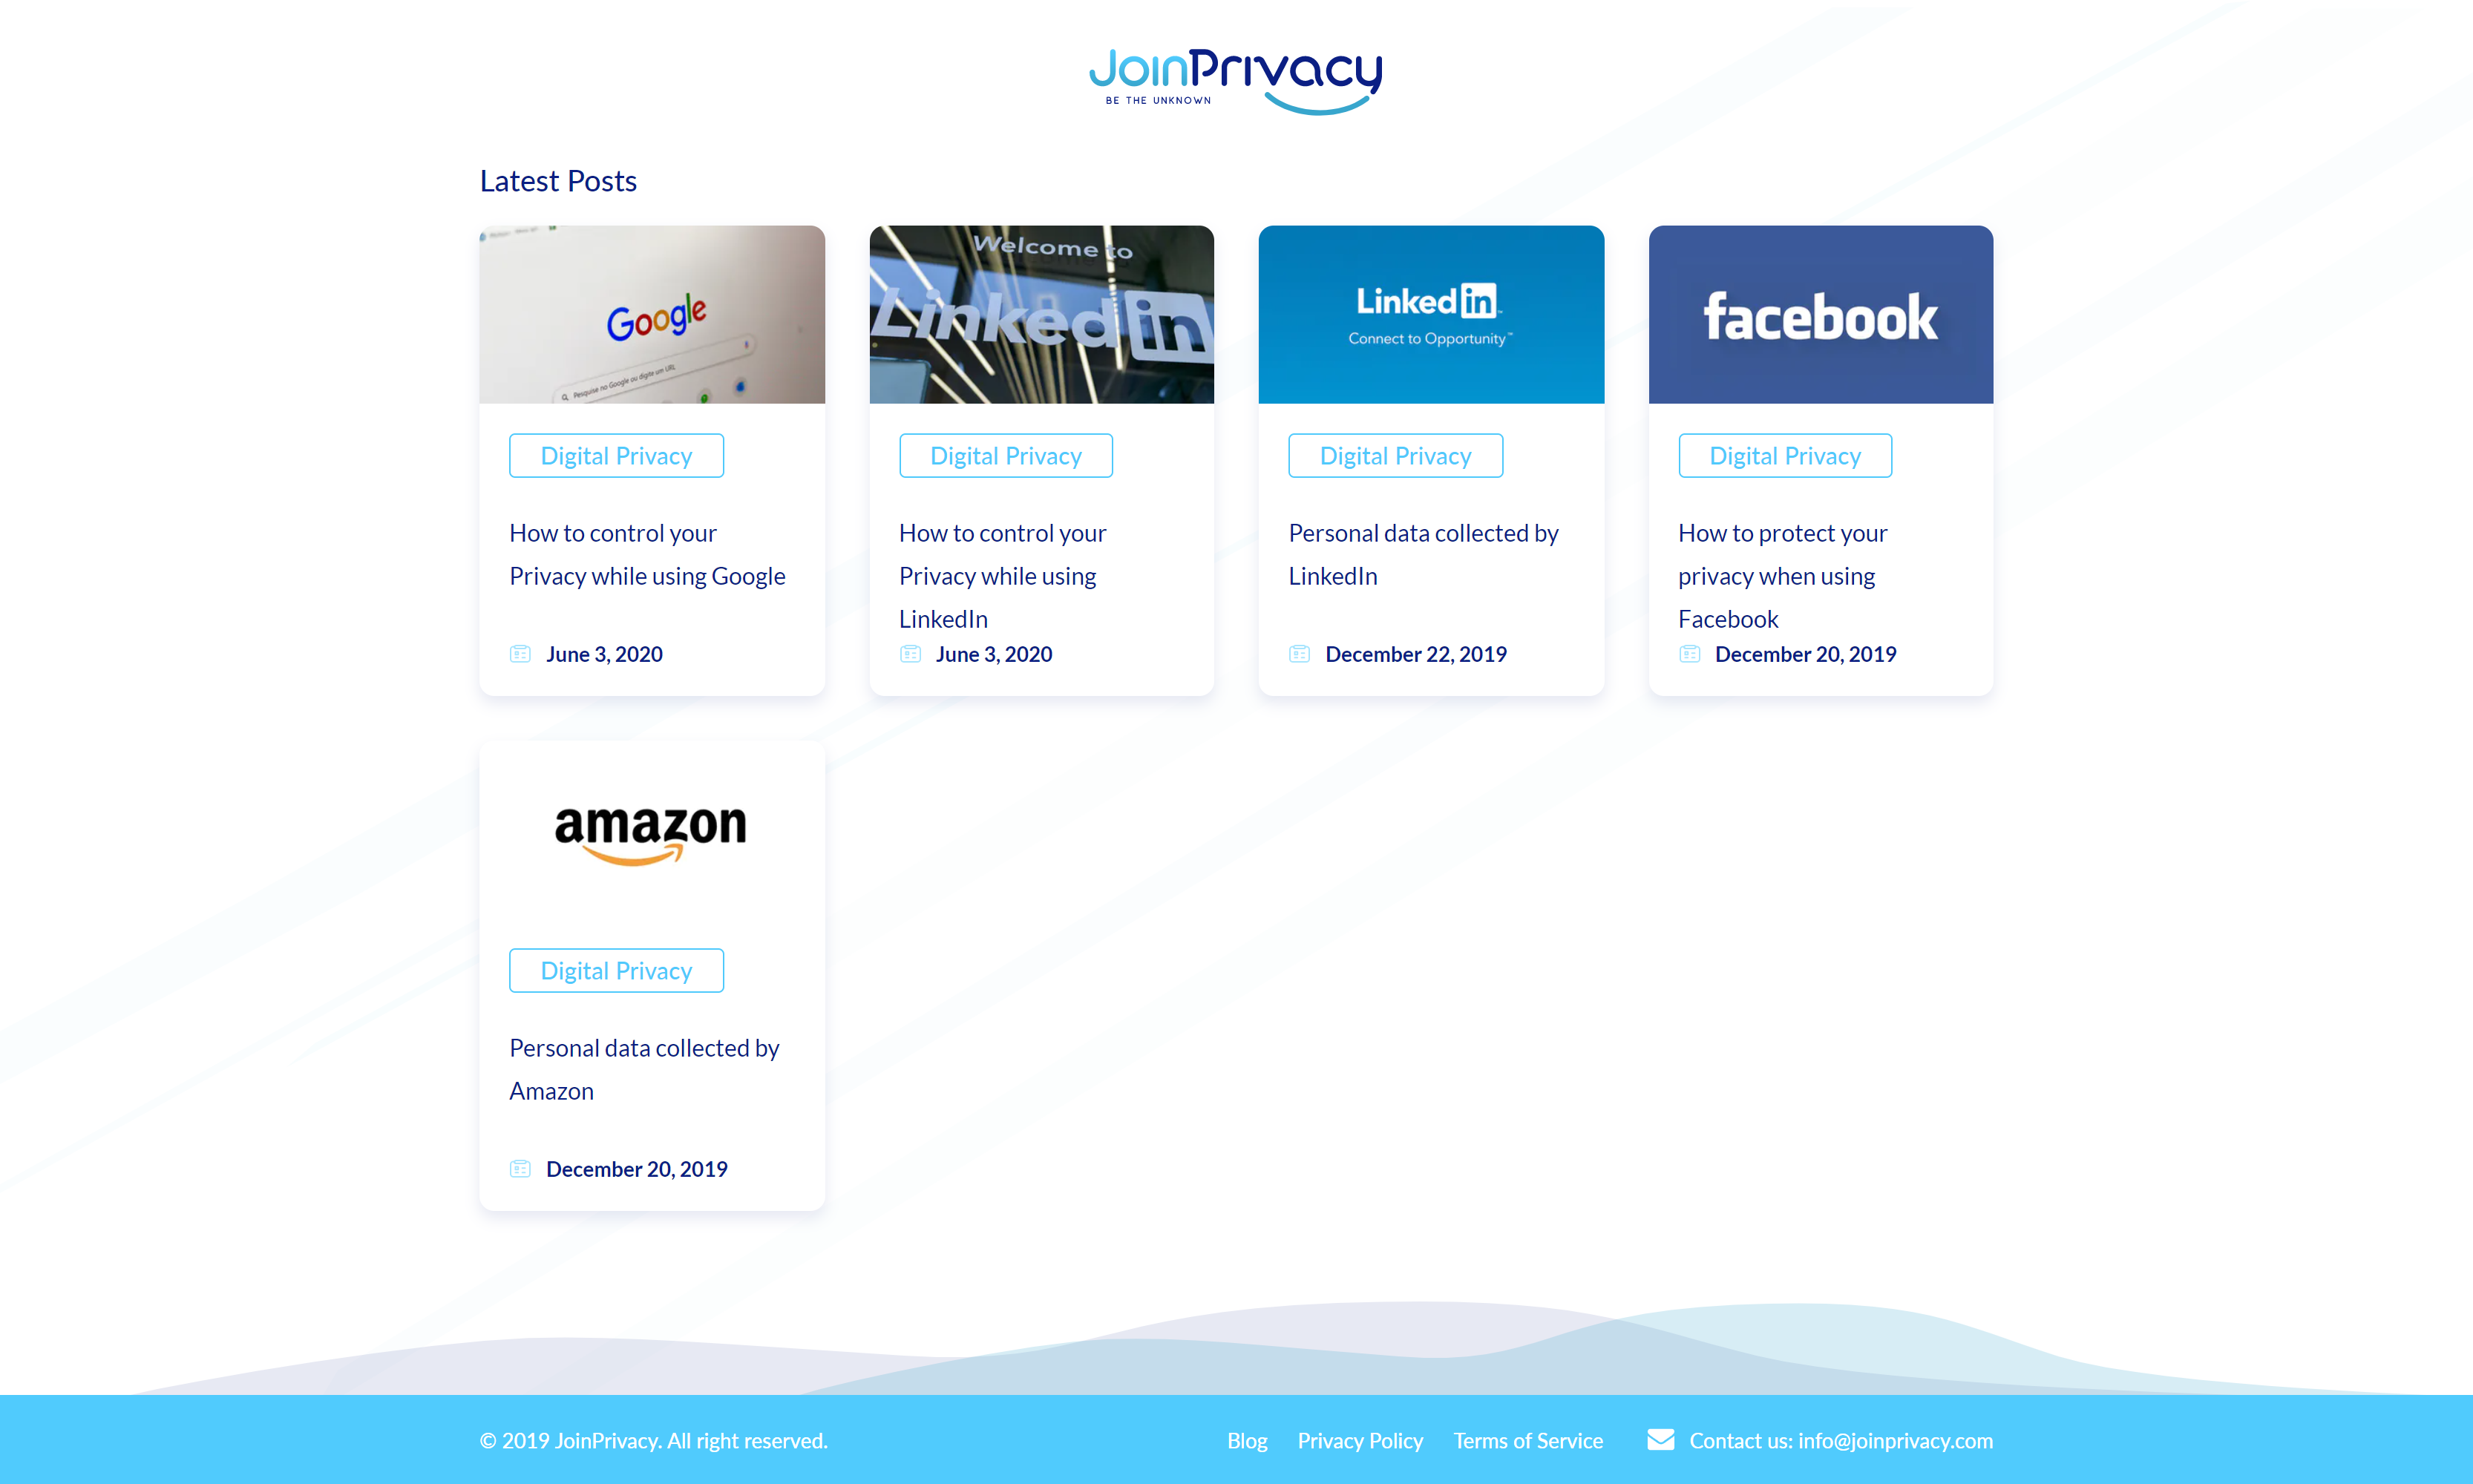 JoinPrivacy
BE THE UNKNOWN
Latest Posts
Google
Pesquise no Google ou digite um URL
Digital Privacy
How to control your
Privacy while using Google
June 3, 2020
Welcome to
Linked in
Digital Privacy
How to control your
Privacy while using
LinkedIn
June 3, 2020
Linked in
Connect to Opportunity™
Digital Privacy
Personal data collected by
LinkedIn
December 22, 2019
facebook
Digital Privacy
How to protect your
privacy when using
Facebook
December 20, 2019
amazon
Digital Privacy
Personal data collected by
Amazon
December 20, 2019
© 2019 JoinPrivacy. All right reserved.
Blog
Privacy Policy
Terms of Service
Contact us: info@joinprivacy.com